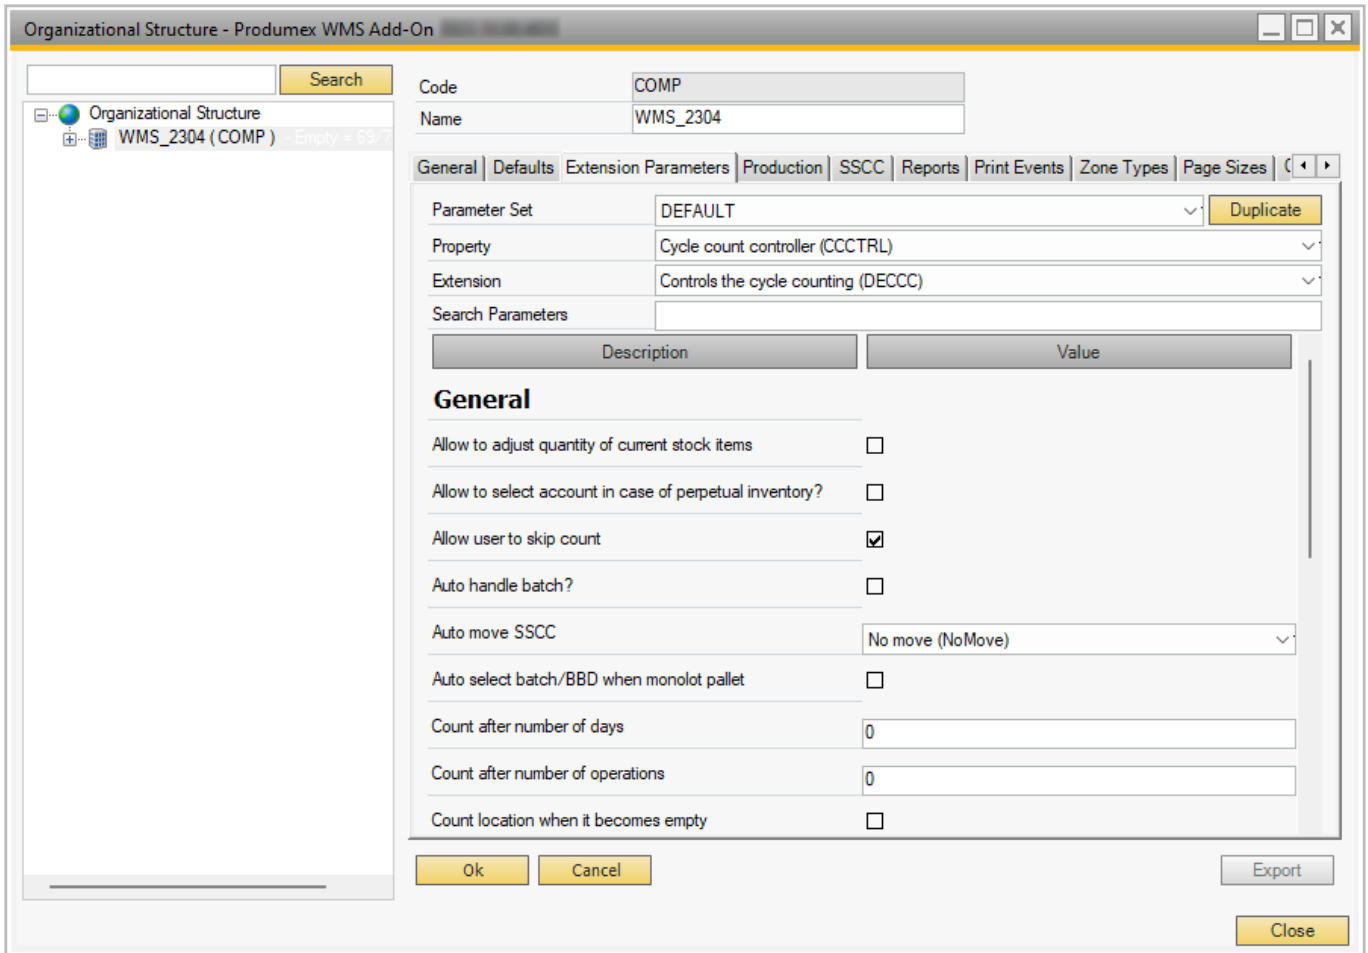 Organizational Structure - Produmex WMS Add-On
Search
Organizational Structure
WMS_2304 ( COMP ) - Empty = 69/7
Code COMP
Name WMS_2304
General Defaults Extension Parameters Production SSCC Reports Print Events Zone Types Page Sizes
Parameter Set DEFAULT Duplicate
Property Cycle count controller (CCCTRL)
Extension Controls the cycle counting (DECCC)
Search Parameters
Description Value
General
Allow to adjust quantity of current stock items
Allow to select account in case of perpetual inventory?
Allow user to skip count
Auto handle batch?
Auto move SSCC No move (NoMove)
Auto select batch/BBD when monolot pallet
Count after number of days 0
Count after number of operations 0
Count location when it becomes empty
Ok Cancel Export
Close